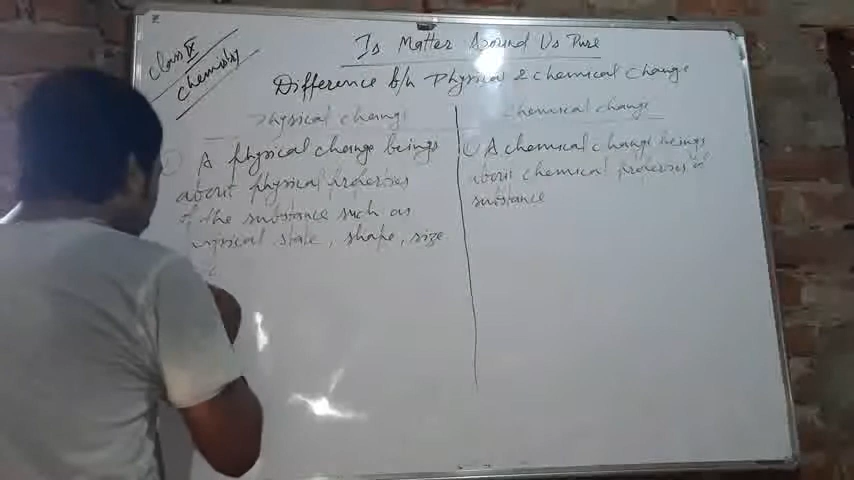 Class IX
Chemistry
Is Matter Around Us Pure
Difference b/n Physical & Chemical Change
Physical change
A physical change beings
about physical properties
of the substance such as
physical state, shape, size
Chemical change
(1) A chemical change beings
about chemical properties of
substance